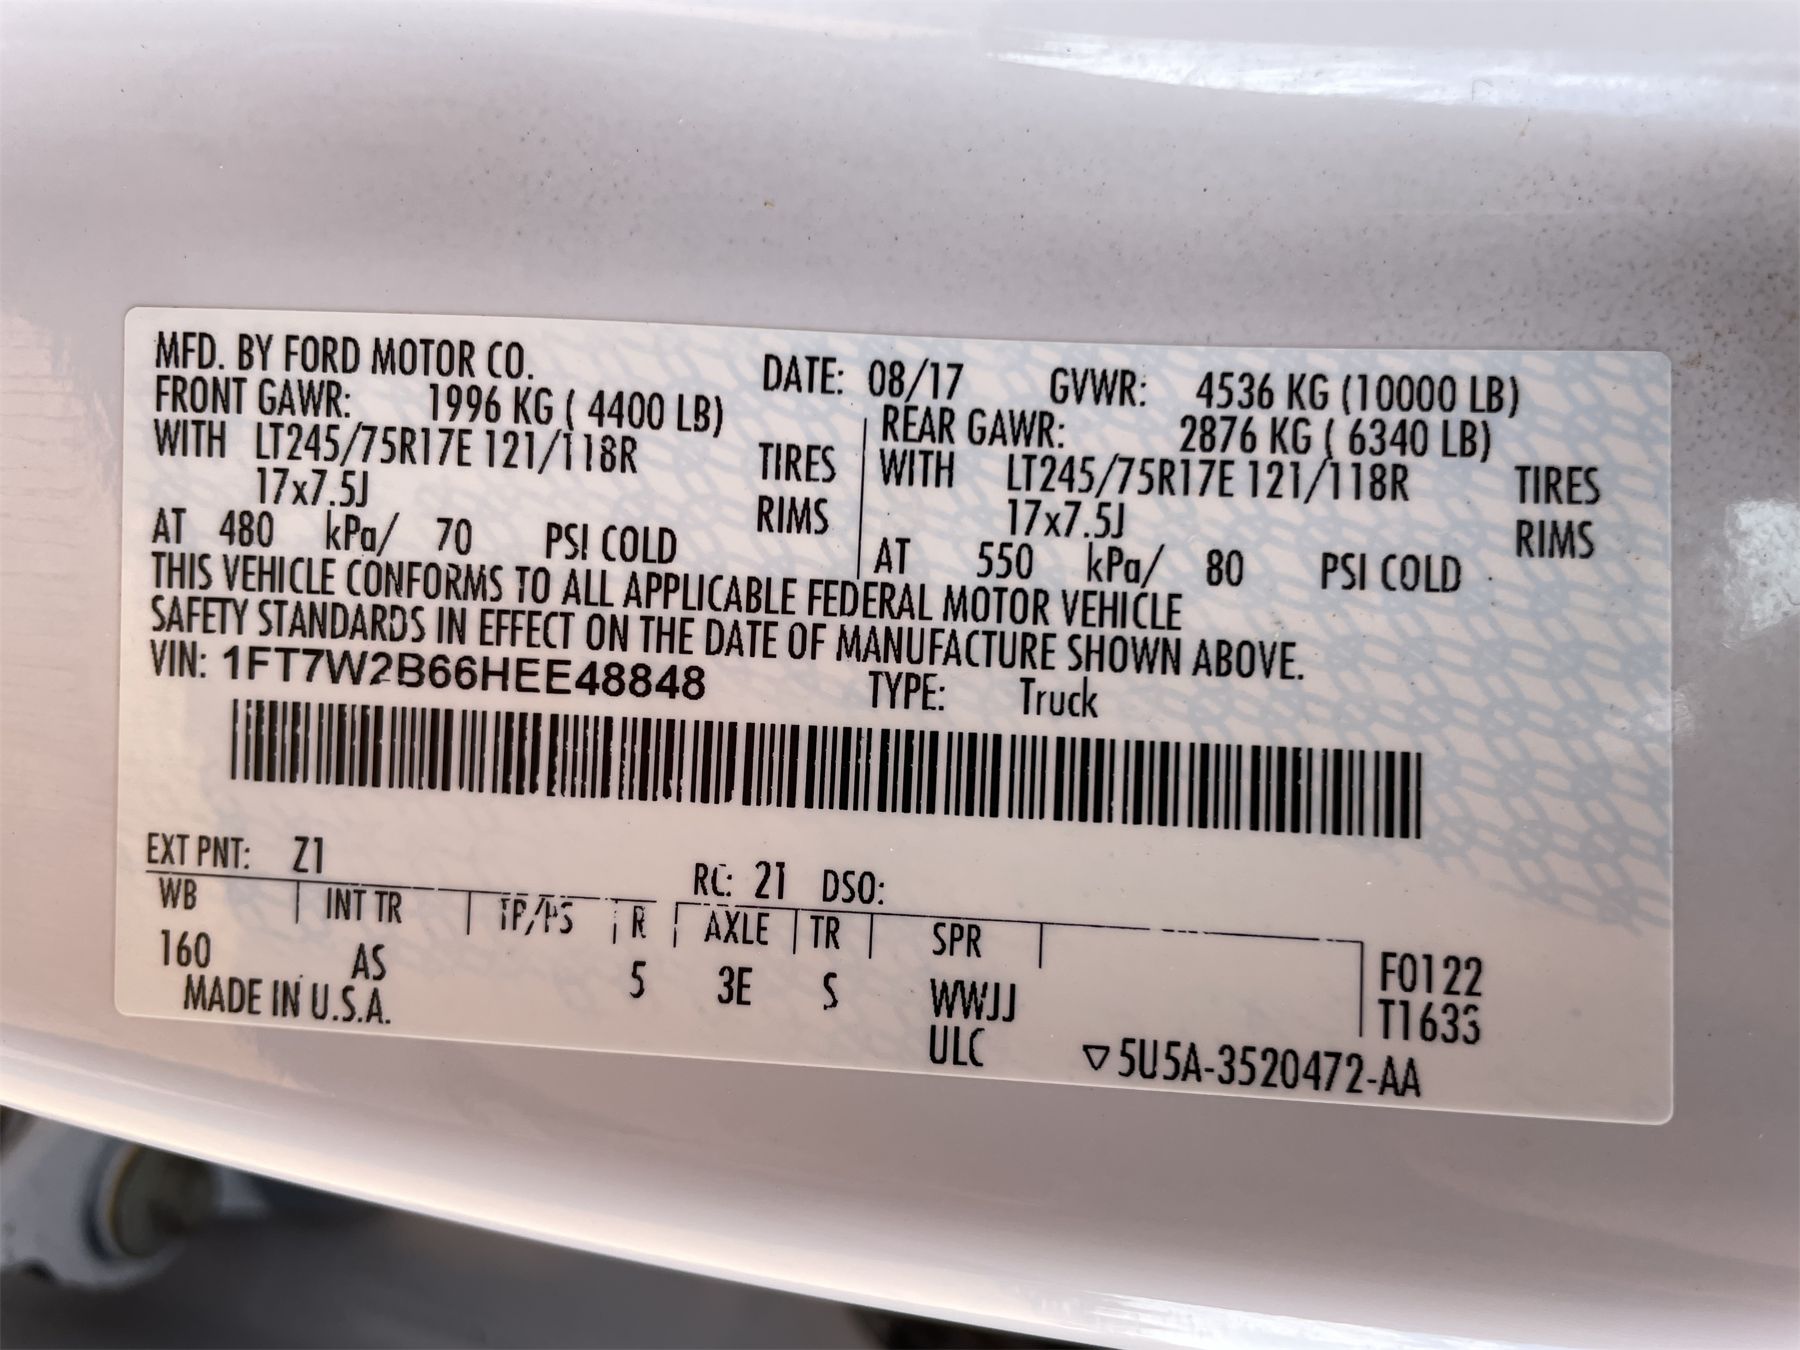 MFD. BY FORD MOTOR CO. DATE: 08/17 GVWR: 4536 KG (10000 LB)
FRONT GAWR: 1996 KG ( 4400 LB) REAR GAWR: 2876 KG ( 6340 LB)
WITH LT245/75R17E 121/118R TIRES WITH LT245/75R17E 121/118R TIRES
17x7.5J RIMS 17x7.5J RIMS
AT 480 kPa/ 70 PSI COLD AT 550 kPa/ 80 PSI COLD
THIS VEHICLE CONFORMS TO ALL APPLICABLE FEDERAL MOTOR VEHICLE
SAFETY STANDARDS IN EFFECT ON THE DATE OF MANUFACTURE SHOWN ABOVE.
VIN: 1FT7W2B66HEE48848 TYPE: Truck
EXT PNT: Z1 RC: 21 DSO:
WB INT TR TP/PS R AXLE TR SPR
160 AS 5 3E S WWJJ F0122
MADE IN U.S.A. ULC T163S
▽5U5A-3520472-AA